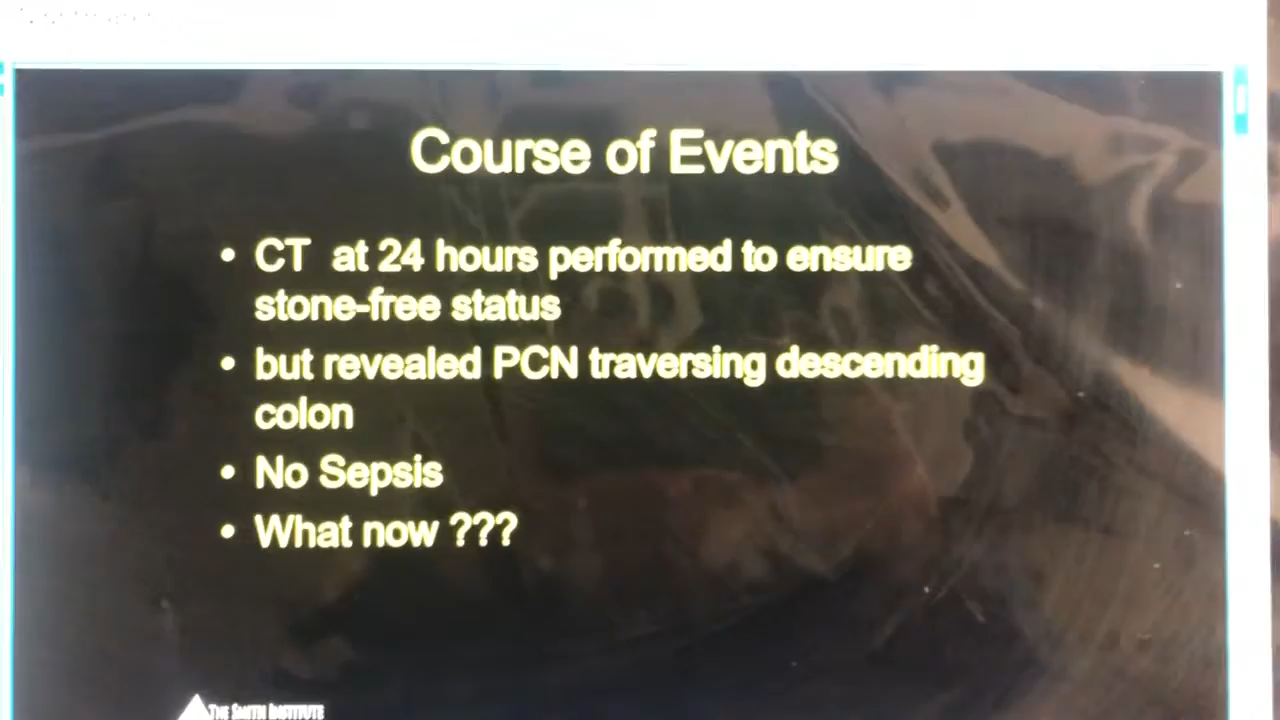 Course of Events
• CT at 24 hours performed to ensure
stone-free status
• but revealed PCN traversing descending
colon
• No Sepsis
• What now ???
THE SMITH INSTITUTE